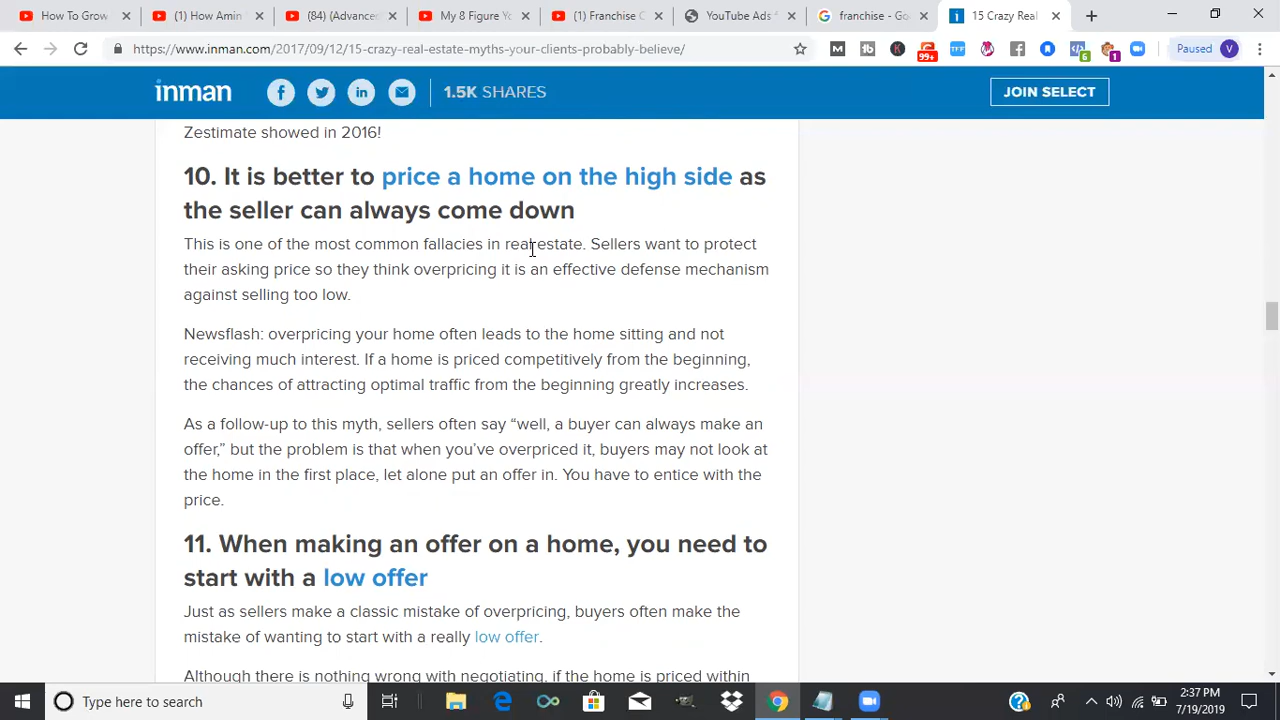 How To Grow
(1) How Amin
(84) (Advance
My 8 Figure Y
(1) Franchise C
YouTube Ads
franchise - Go
15 Crazy Real
https://www.inman.com/2017/09/12/15-crazy-real-estate-myths-your-clients-probably-believe/
99+
TFF
6
1
Paused
V
inman
1.5K SHARES
JOIN SELECT
Zestimate showed in 2016!
10. It is better to price a home on the high side as
the seller can always come down
This is one of the most common fallacies in real estate. Sellers want to protect
their asking price so they think overpricing it is an effective defense mechanism
against selling too low.
Newsflash: overpricing your home often leads to the home sitting and not
receiving much interest. If a home is priced competitively from the beginning,
the chances of attracting optimal traffic from the beginning greatly increases.
As a follow-up to this myth, sellers often say “well, a buyer can always make an
offer,” but the problem is that when you’ve overpriced it, buyers may not look at
the home in the first place, let alone put an offer in. You have to entice with the
price.
11. When making an offer on a home, you need to
start with a low offer
Just as sellers make a classic mistake of overpricing, buyers often make the
mistake of wanting to start with a really low offer.
Although there is nothing wrong with negotiating, if the home is priced within
Type here to search
2:37 PM
7/19/2019